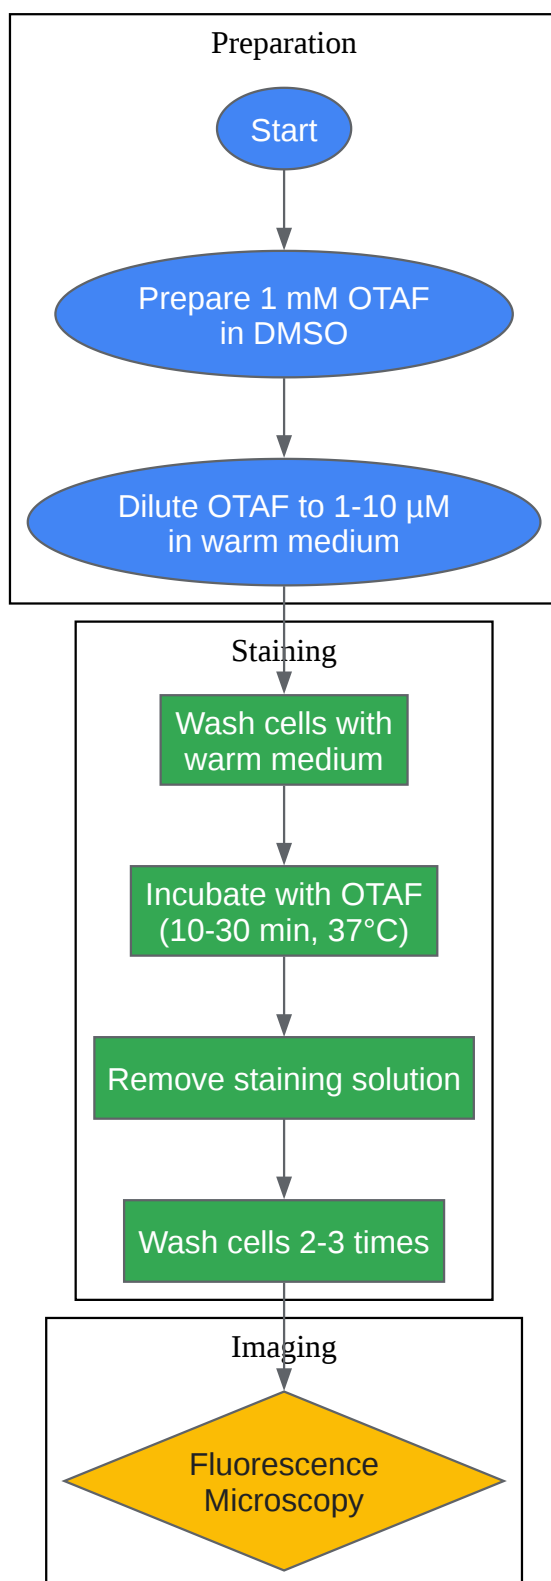 Preparation
Start
Prepare 1 mM OTAF
in DMSO
Dilute OTAF to 1-10 µM
in warm medium
Staining
Wash cells with
warm medium
Incubate with OTAF
(10-30 min, 37°C)
Remove staining solution
Wash cells 2-3 times
Imaging
Fluorescence
Microscopy